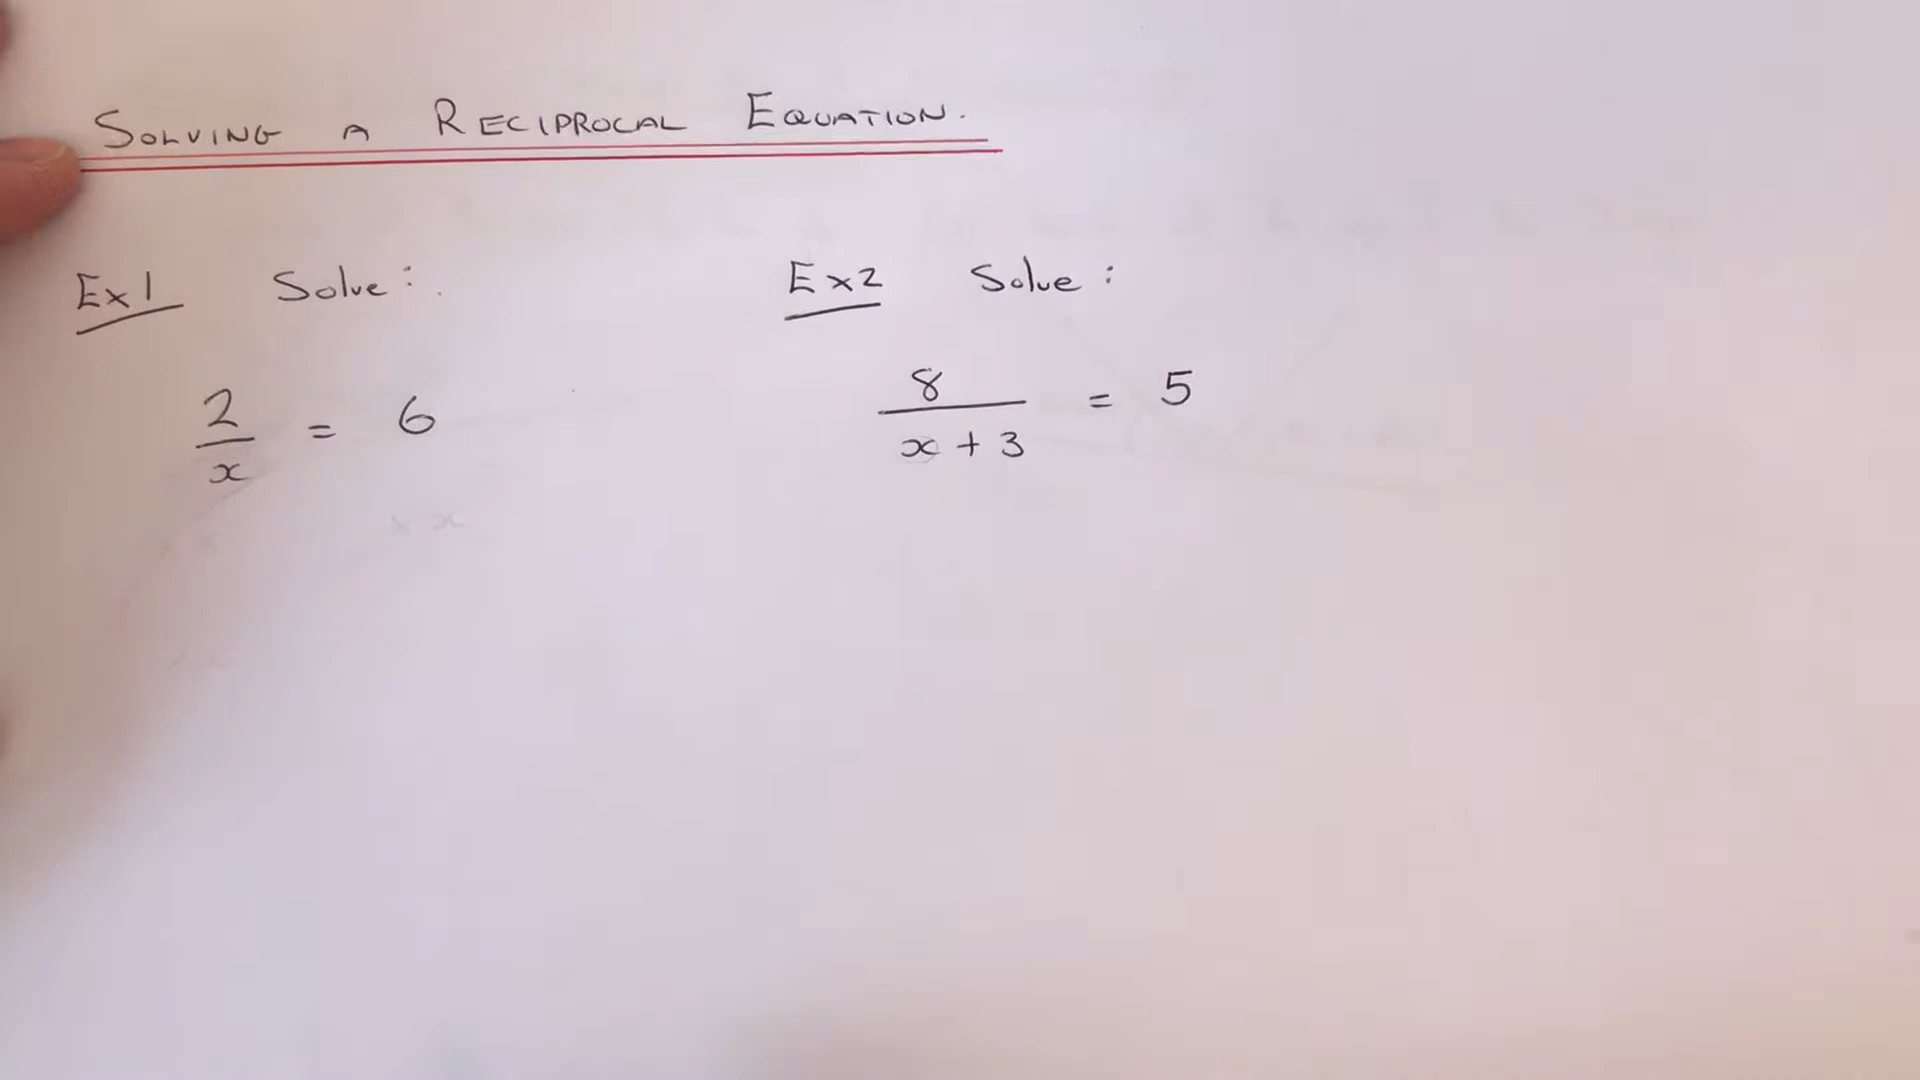 SOLVING A RECIPROCAL EQUATION.
Ex1 Solve:
2/x = 6
Ex2 Solve:
8/(x + 3) = 5